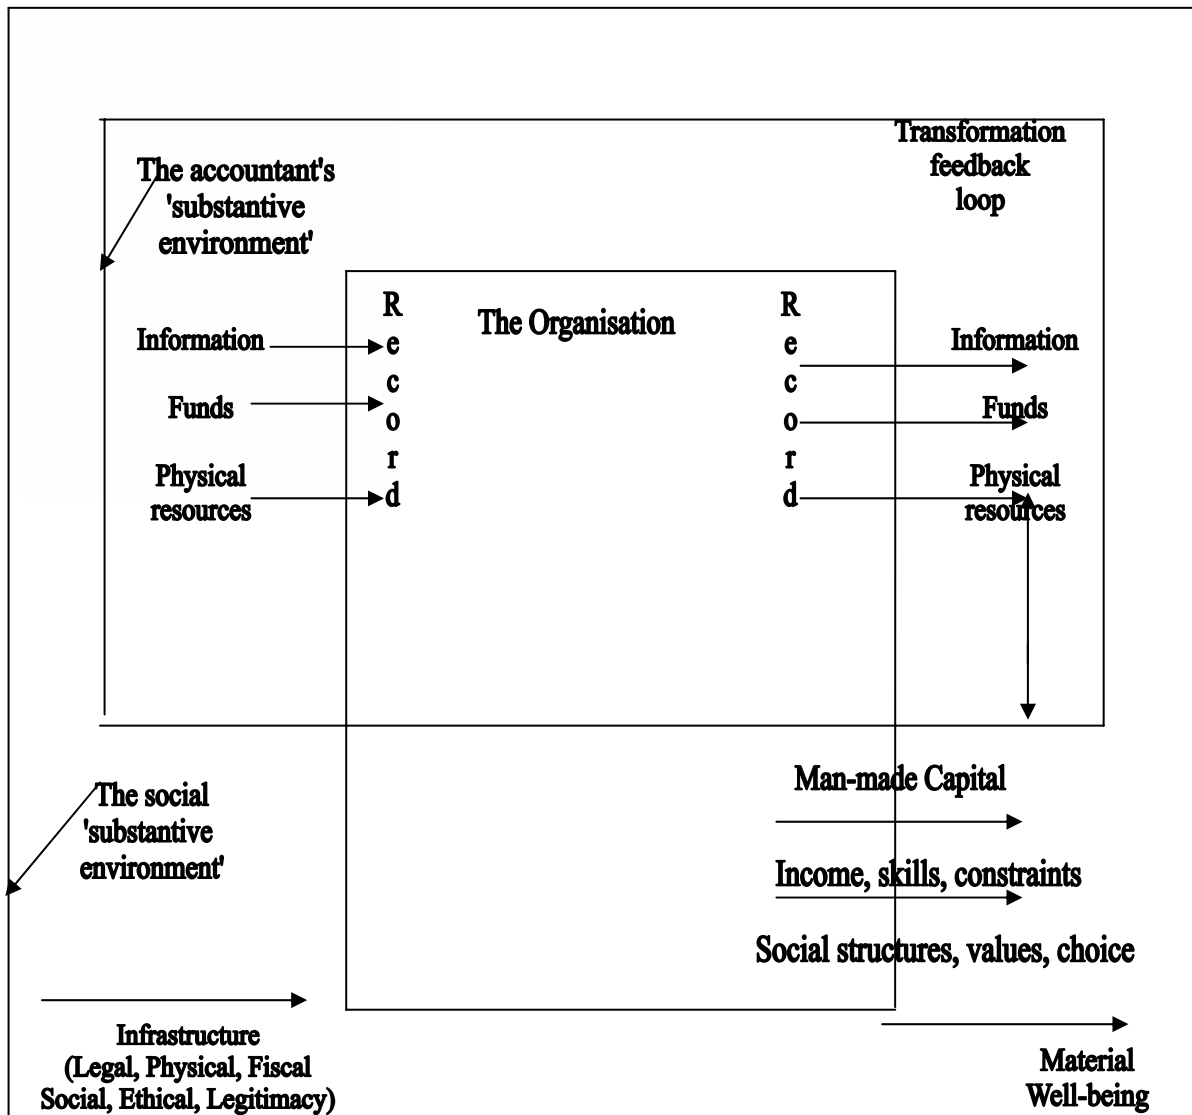 Transformation
feedback
loop
The accountant's
'substantive
environment'
Record
The Organisation
Record
Information
Funds
Physical
resources
Information
Funds
Physical
resources
The social
'substantive
environment'
Man-made Capital
Income, skills, constraints
Social structures, values, choice
Infrastructure
(Legal, Physical, Fiscal
Social, Ethical, Legitimacy)
Material
Well-being